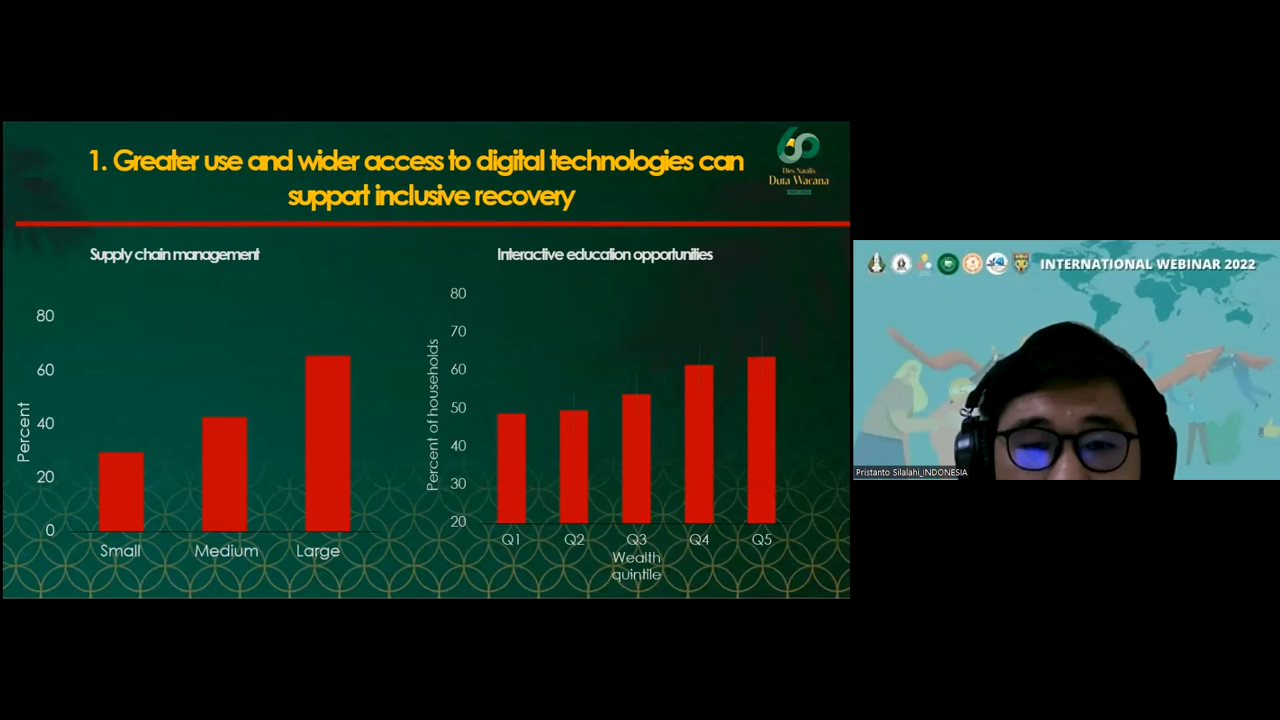 1. Greater use and wider access to digital technologies can
support inclusive recovery
Dies Natalis
Duta Wacana
Supply chain management
Percent
80
60
40
20
0
Small
Medium
Large
Interactive education opportunities
Percent of households
80
70
60
50
40
30
20
Q1
Q2
Q3
Q4
Q5
Wealth
quintile
INTERNATIONAL WEBINAR 2022
Pristanto Silalahi_INDONESIA